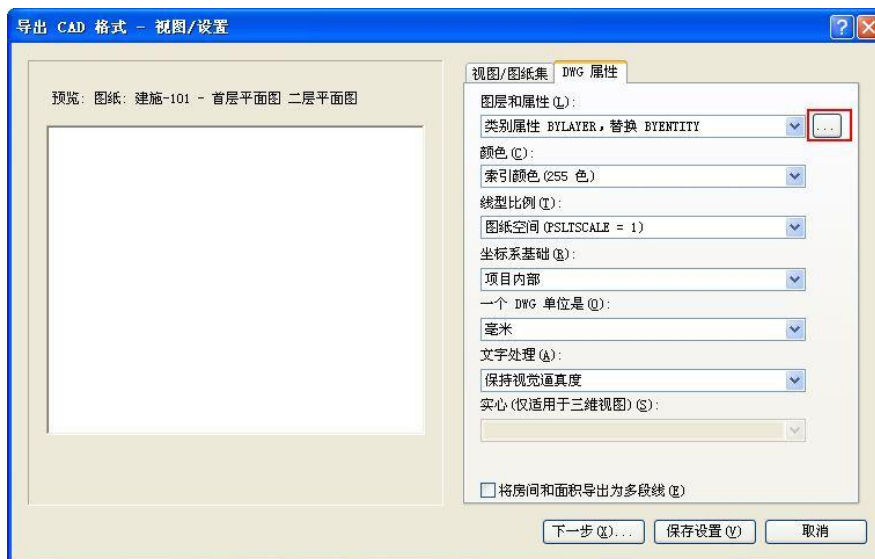 导出 CAD 格式 - 视图/设置
预览: 图纸: 建施-101 - 首层平面图 二层平面图
视图/图纸集 DWG 属性
图层和属性(L):
类别属性 BYLAYER, 替换 BYENTITY
...
颜色(C):
索引颜色(255 色)
线型比例(T):
图纸空间(PSLTSCALE = 1)
坐标系基础(R):
项目内部
一个 DWG 单位是(O):
毫米
文字处理(A):
保持视觉逼真度
实心(仅适用于三维视图)(S):
将房间和面积导出为多段线(E)
下一步(X)... 保存设置(V) 取消